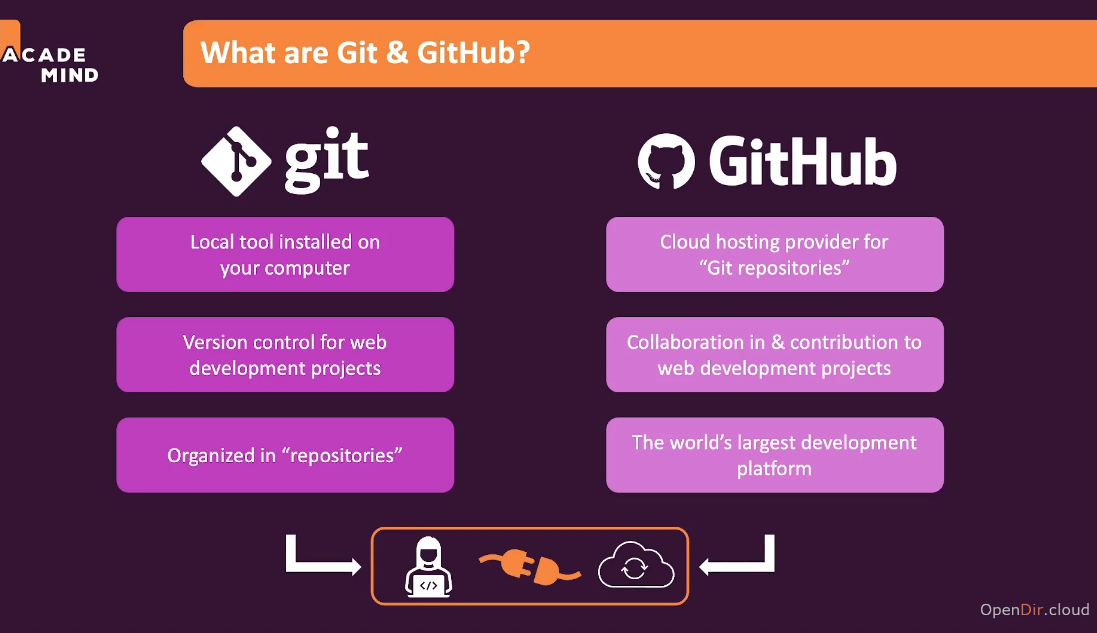 ACADE
MIND
What are Git & GitHub?
git
GitHub
Local tool installed on
your computer
Cloud hosting provider for
“Git repositories”
Version control for web
development projects
Collaboration in & contribution to
web development projects
Organized in “repositories”
The world’s largest development
platform
</>
OpenDir.cloud